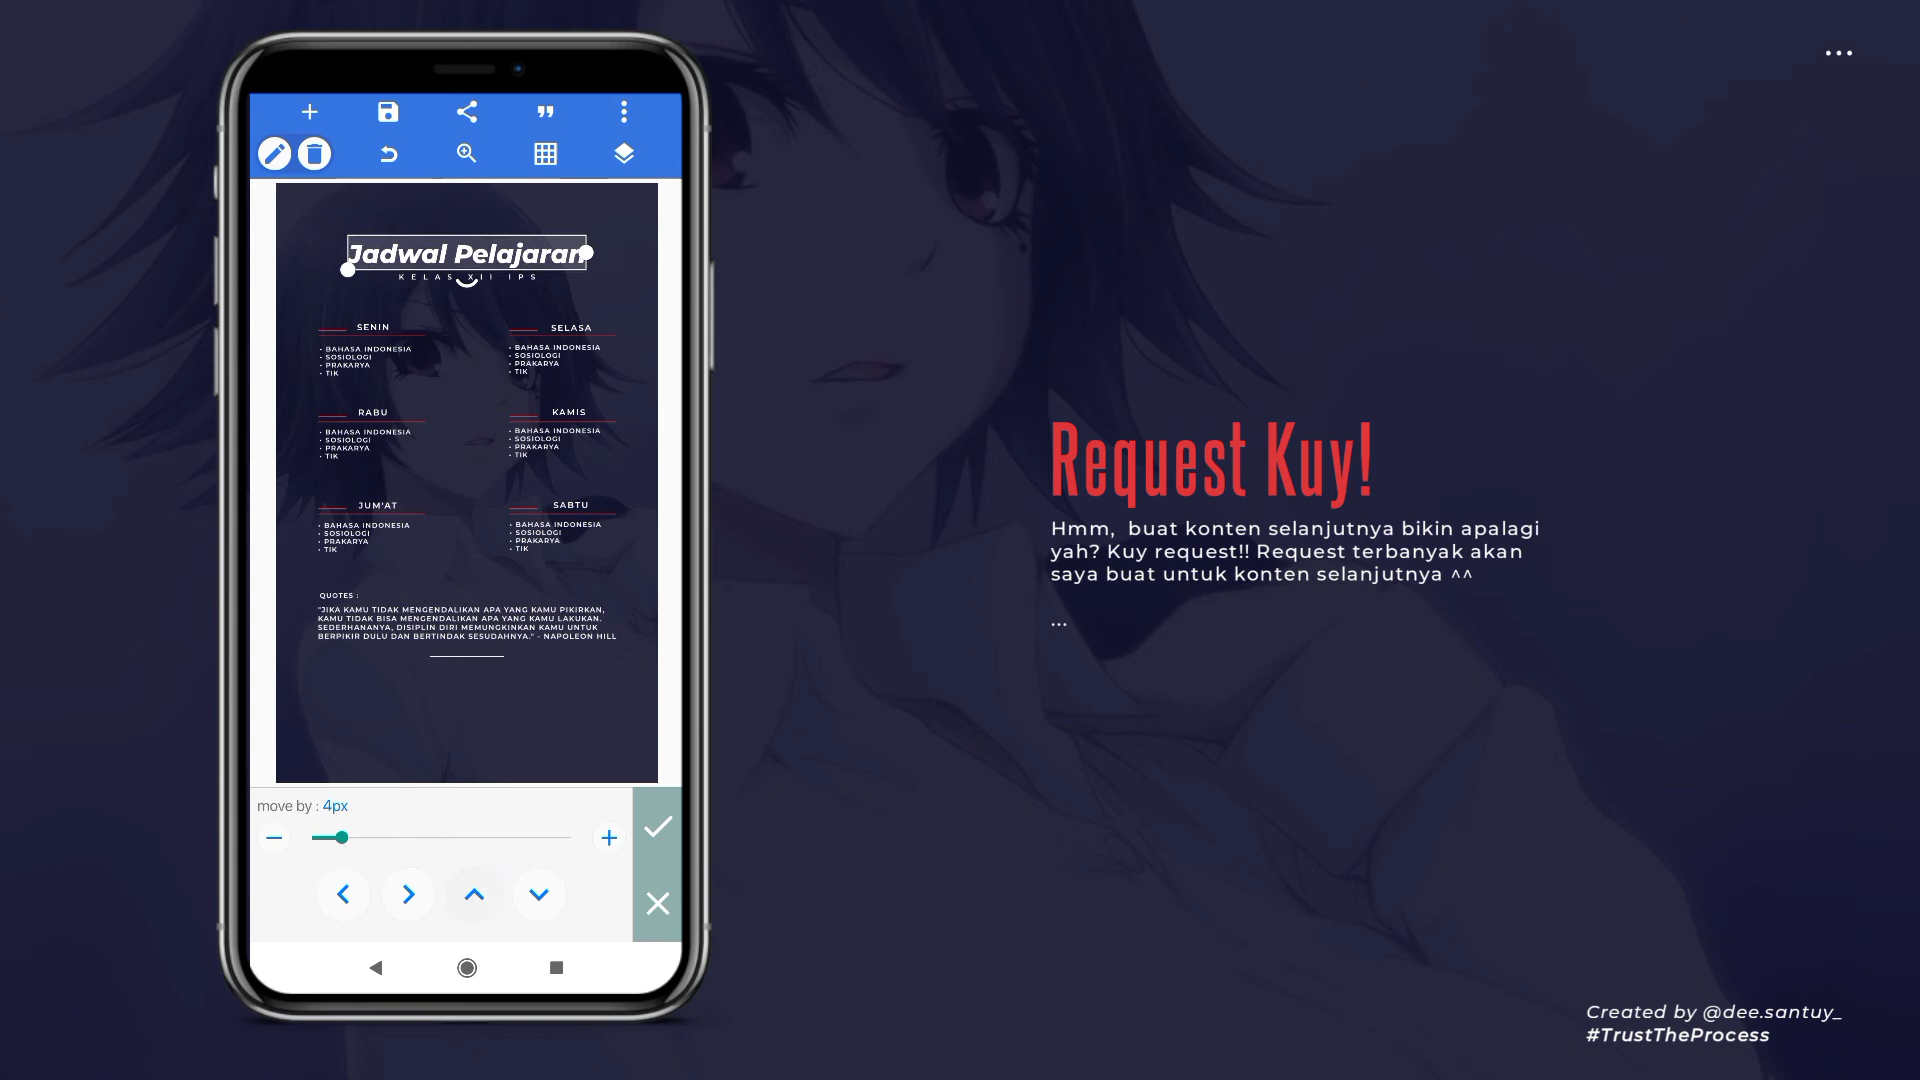 Jadwal Pelajaran
KELAS XII IPS
SENIN
• BAHASA INDONESIA
• SOSIOLOGI
• PRAKARYA
• TIK
SELASA
• BAHASA INDONESIA
• SOSIOLOGI
• PRAKARYA
• TIK
RABU
• BAHASA INDONESIA
• SOSIOLOGI
• PRAKARYA
• TIK
KAMIS
• BAHASA INDONESIA
• SOSIOLOGI
• PRAKARYA
• TIK
JUM'AT
• BAHASA INDONESIA
• SOSIOLOGI
• PRAKARYA
• TIK
SABTU
• BAHASA INDONESIA
• SOSIOLOGI
• PRAKARYA
• TIK
QUOTES :
"JIKA KAMU TIDAK MENGENDALIKAN APA YANG KAMU PIKIRKAN,
KAMU TIDAK BISA MENGENDALIKAN APA YANG KAMU LAKUKAN.
SEDERHANANYA, DISIPLIN DIRI MEMUNGKINKAN KAMU UNTUK
BERPIKIR DULU DAN BERTINDAK SESUDAHNYA." - NAPOLEON HILL
move by : 4px
Request Kuy!
Hmm,  buat konten selanjutnya bikin apalagi
yah? Kuy request!! Request terbanyak akan
saya buat untuk konten selanjutnya ^^
...
Created by @dee.santuy_
#TrustTheProcess